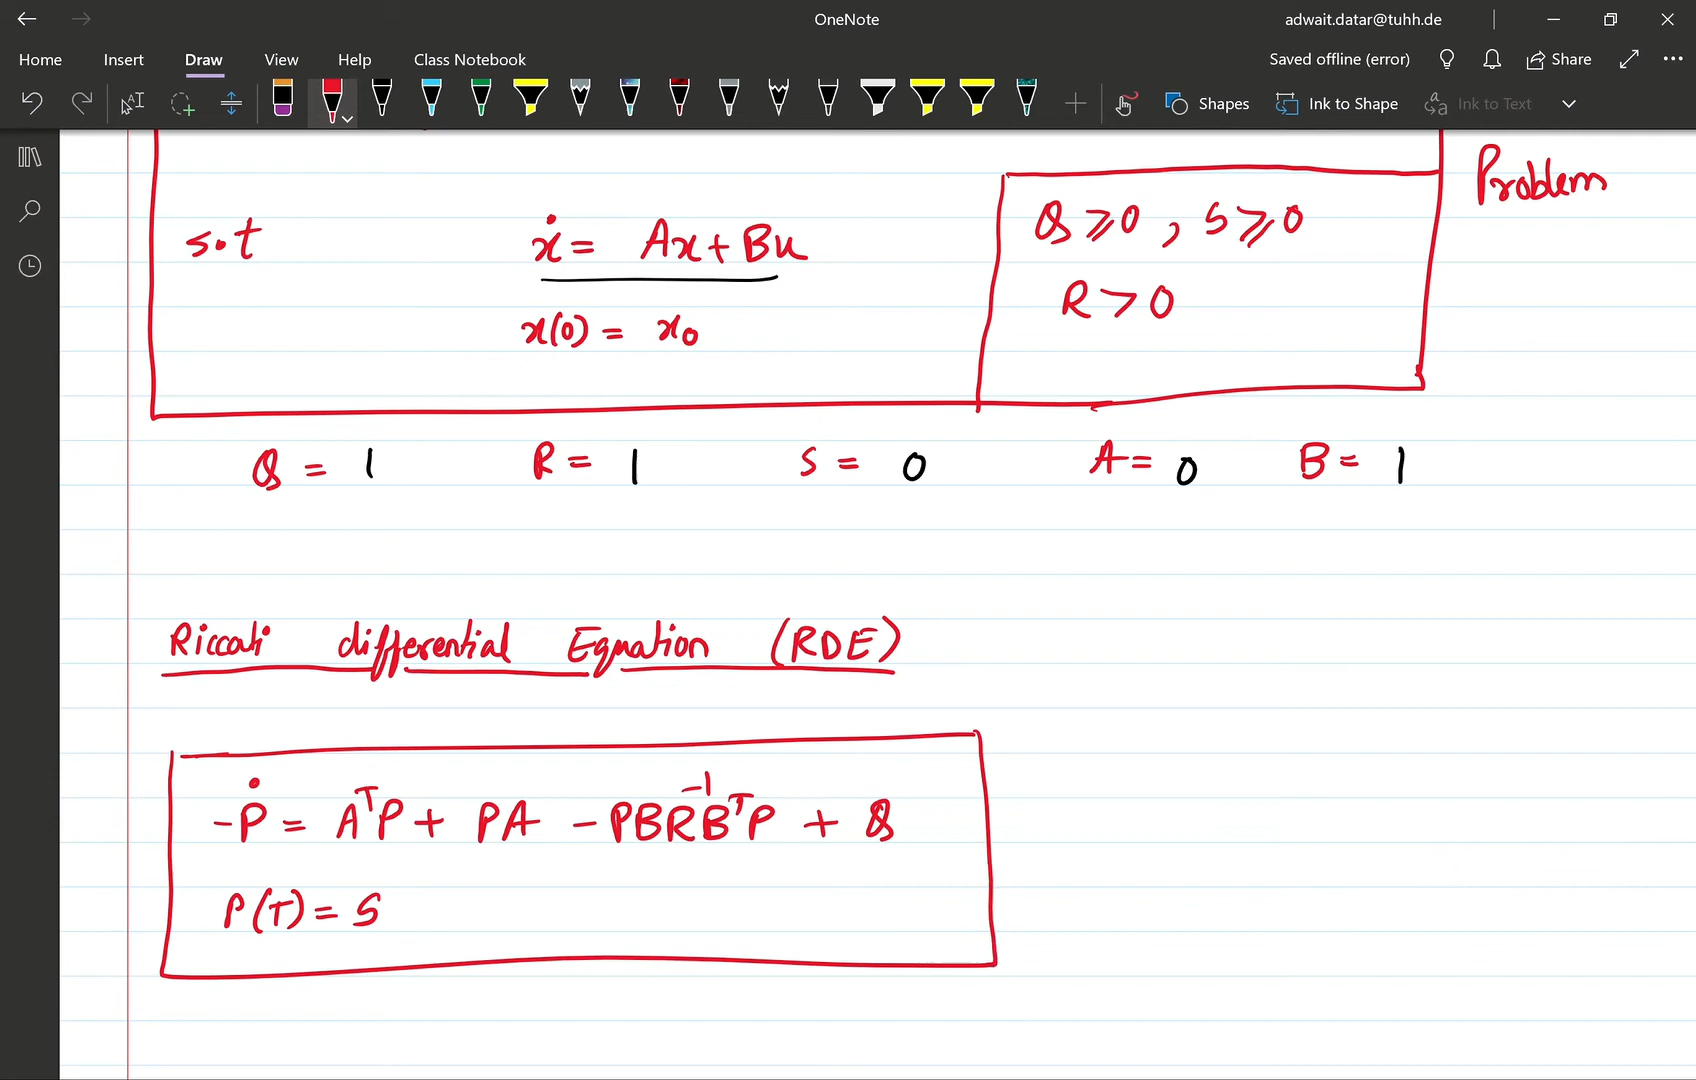 OneNote
adwait.datar@tuhh.de
Home Insert Draw View Help Class Notebook
Saved offline (error)
Share
Shapes
Ink to Shape
Ink to Text
Problem
s.t
ẋ = Ax + Bu
x(0) = x₀
Q ⩾ 0 , S ⩾ 0
R > 0
Q = 1 R = 1 S = 0 A = 0 B = 1
Riccati differential Equation (RDE)
-Ṗ = AᵀP + PA - PBR⁻¹BᵀP + Q
P(T) = S